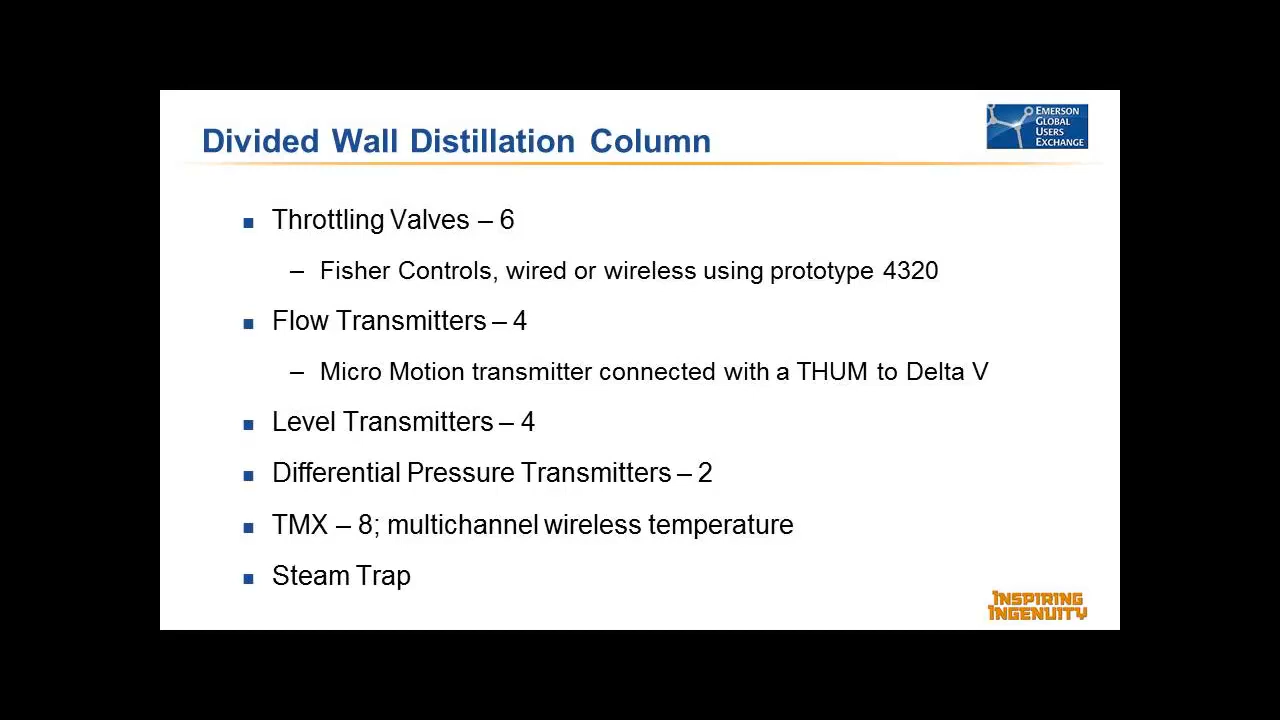 Divided Wall Distillation Column
EMERSON
GLOBAL
USERS
EXCHANGE
■ Throttling Valves – 6
– Fisher Controls, wired or wireless using prototype 4320
■ Flow Transmitters – 4
– Micro Motion transmitter connected with a THUM to Delta V
■ Level Transmitters – 4
■ Differential Pressure Transmitters – 2
■ TMX – 8; multichannel wireless temperature
■ Steam Trap
INSPIRING
INGENUITY